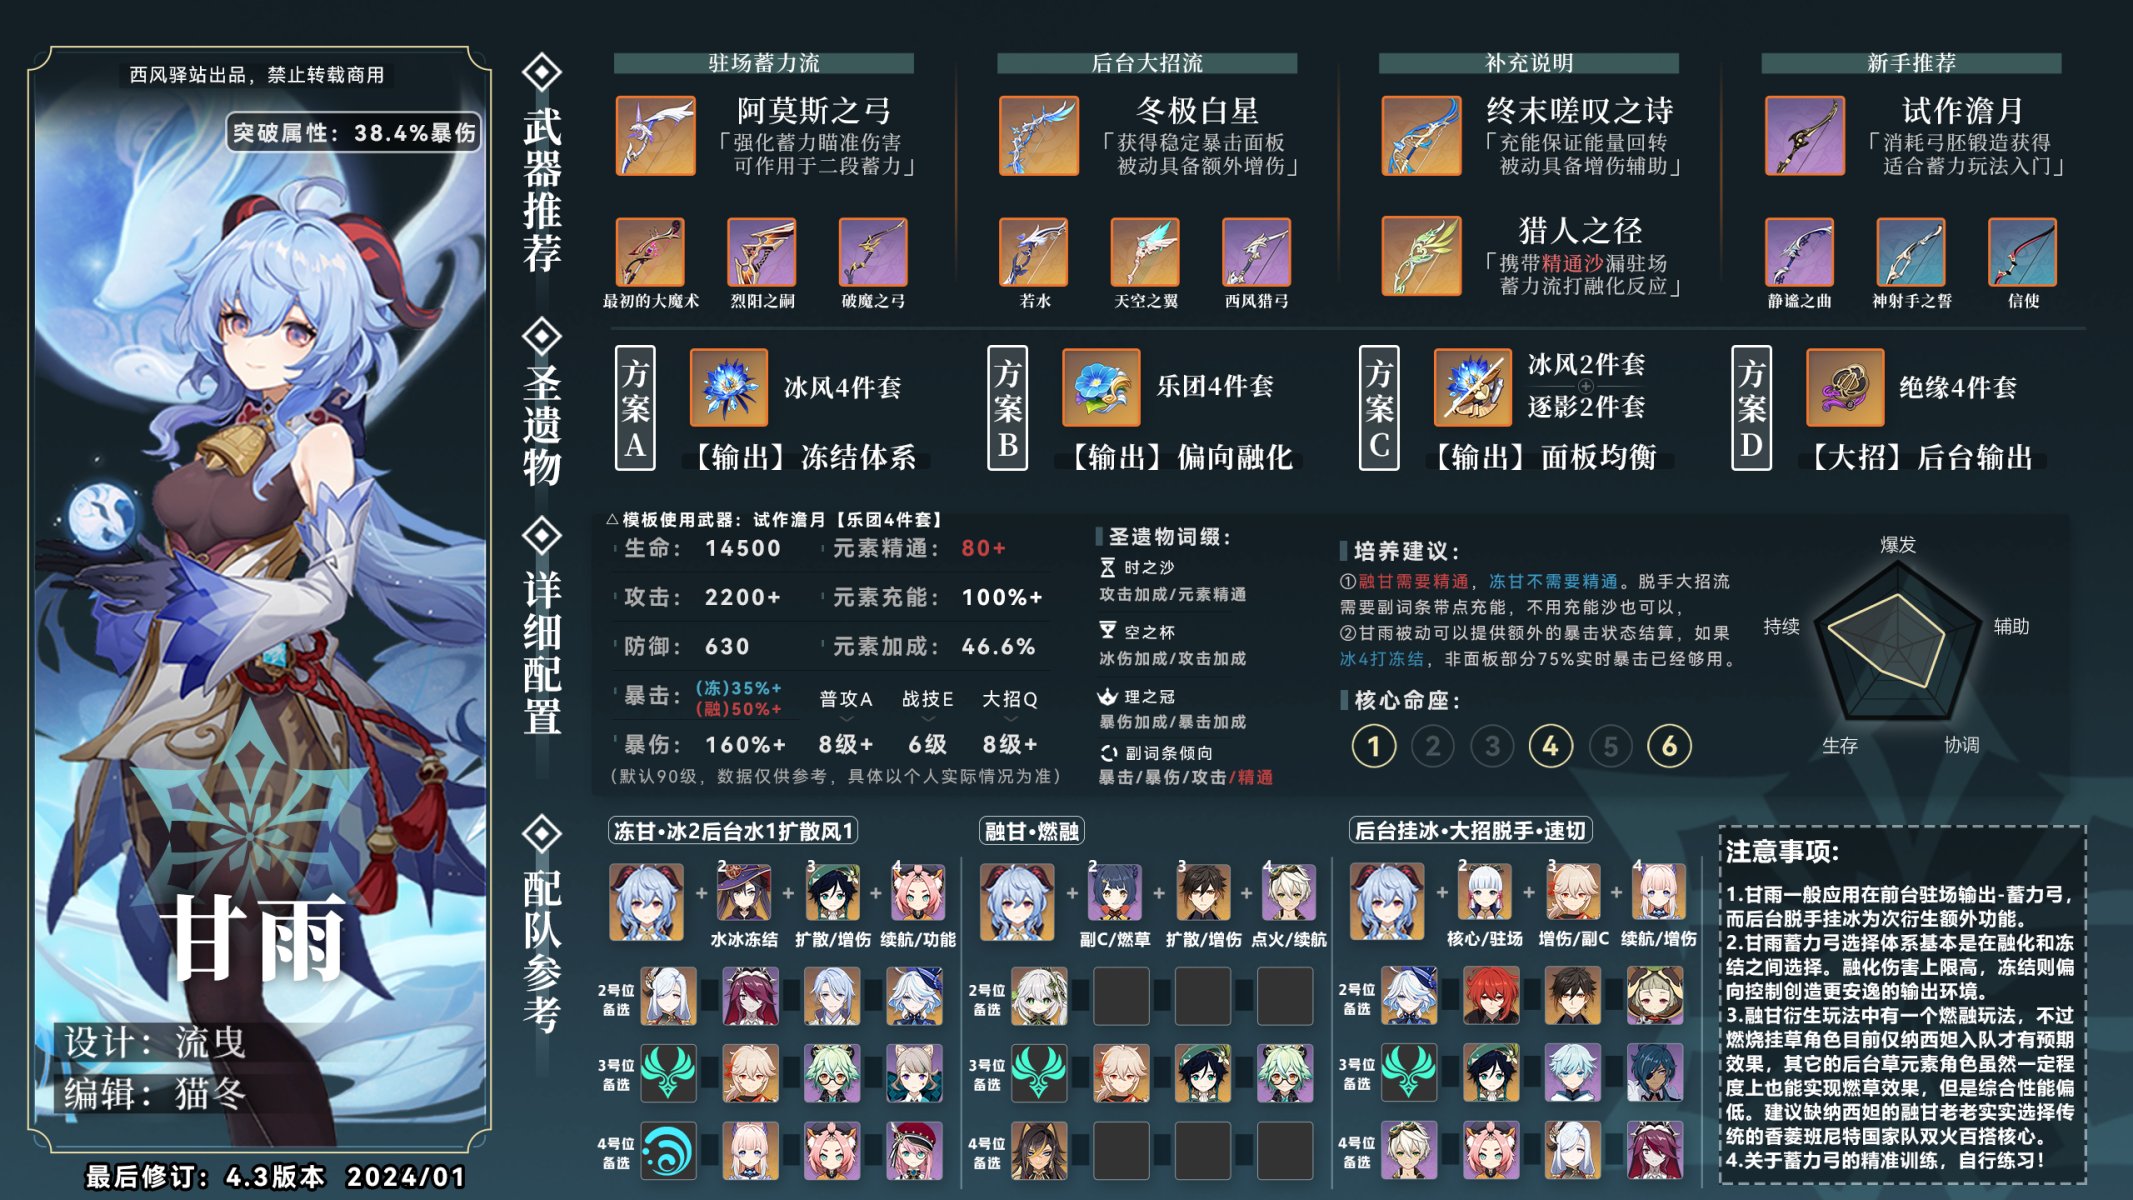 西风驿站出品，禁止转载商用
突破属性：38.4%暴伤
甘雨
设计：流曳
编辑：猫冬
最后修订：4.3版本 2024/01
武器推荐
驻场蓄力流
阿莫斯之弓
「强化蓄力瞄准伤害
可作用于二段蓄力」
最初的大魔术
烈阳之嗣
破魔之弓
后台大招流
冬极白星
「获得稳定暴击面板
被动具备额外增伤」
若水
天空之翼
西风猎弓
补充说明
终末嗟叹之诗
「充能保证能量回转
被动具备增伤辅助」
猎人之径
「携带精通沙漏驻场
蓄力流打融化反应」
新手推荐
试作澹月
「消耗弓胚锻造获得
适合蓄力玩法入门」
静谧之曲
神射手之誓
信使
圣遗物
方案A
冰风4件套
【输出】冻结体系
方案B
乐团4件套
【输出】偏向融化
方案C
冰风2件套
逐影2件套
【输出】面板均衡
方案D
绝缘4件套
【大招】后台输出
详细配置
△模板使用武器：试作澹月【乐团4件套】
生命：14500 元素精通：80+
攻击：2200+ 元素充能：100%+
防御：630 元素加成：46.6%
暴击：(冻)35%+
(融)50%+
普攻A 战技E 大招Q
暴伤：160%+ 8级+ 6级 8级+
（默认90级，数据仅供参考，具体以个人实际情况为准）
圣遗物词缀：
时之沙
攻击加成/元素精通
空之杯
冰伤加成/攻击加成
理之冠
暴伤加成/暴击加成
副词条倾向
暴击/暴伤/攻击/精通
培养建议：
①融甘需要精通，冻甘不需要精通。脱手大招流
需要副词条带点充能，不用充能沙也可以，
②甘雨被动可以提供额外的暴击状态结算，如果
冰4打冻结，非面板部分75%实时暴击已经够用。
核心命座：
1 2 3 4 5 6
爆发
辅助
协调
生存
持续
配队参考
冻甘•冰2后台水1扩散风1
2 3 4
水冰冻结 扩散/增伤 续航/功能
2号位
备选
3号位
备选
4号位
备选
融甘•燃融
2 3 4
副C/燃草 扩散/增伤 点火/续航
2号位
备选
3号位
备选
4号位
备选
后台挂冰•大招脱手•速切
2 3 4
核心/驻场 增伤/副C 续航/增伤
2号位
备选
3号位
备选
4号位
备选
注意事项:
1.甘雨一般应用在前台驻场输出-蓄力弓，
而后台脱手挂冰为次衍生额外功能。
2.甘雨蓄力弓选择体系基本是在融化和冻
结之间选择。融化伤害上限高，冻结则偏
向控制创造更安逸的输出环境。
3.融甘衍生玩法中有一个燃融玩法，不过
燃烧挂草角色目前仅纳西妲入队才有预期
效果，其它的后台草元素角色虽然一定程
度上也能实现燃草效果，但是综合性能偏
低。建议缺纳西妲的融甘老老实实选择传
统的香菱班尼特国家队双火百搭核心。
4.关于蓄力弓的精准训练，自行练习！